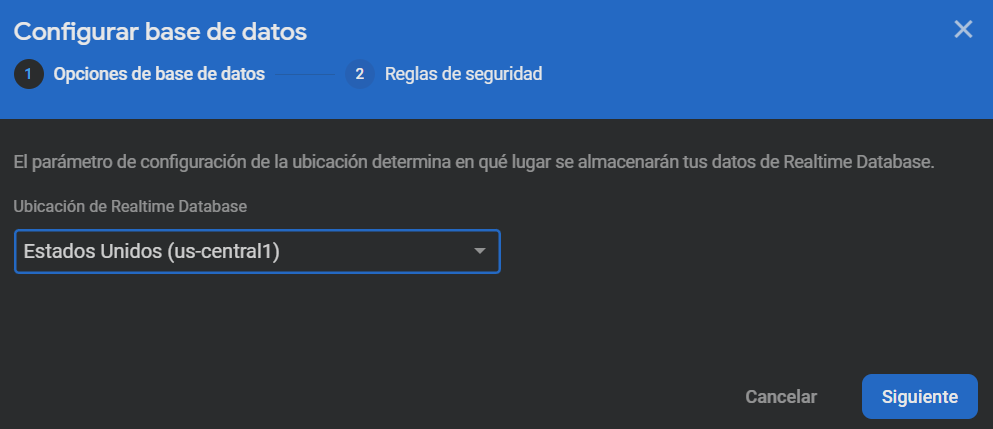 Configurar base de datos
1 Opciones de base de datos 2 Reglas de seguridad
El parámetro de configuración de la ubicación determina en qué lugar se almacenarán tus datos de Realtime Database.
Ubicación de Realtime Database
Estados Unidos (us-central1)
Cancelar Siguiente